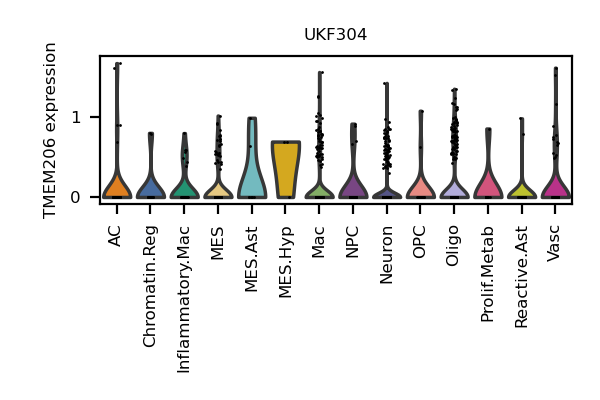 UKF304
TMEM206 expression
1
0
AC
Chromatin.Reg
Inflammatory.Mac
MES
MES.Ast
MES.Hyp
Mac
NPC
Neuron
OPC
Oligo
Prolif.Metab
Reactive.Ast
Vasc